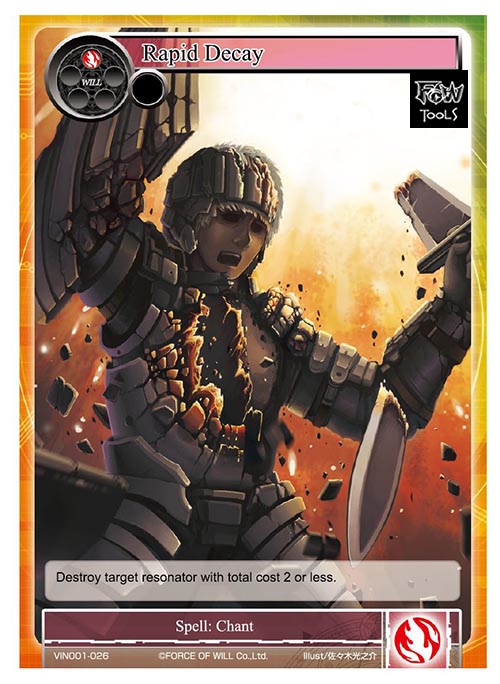 Rapid Decay
WILL
FOW
TOOLS
Destroy target resonator with total cost 2 or less.
Spell: Chant
VIN001-026 ©FORCE OF WILL Co.,Ltd. Illust/佐々木光之介